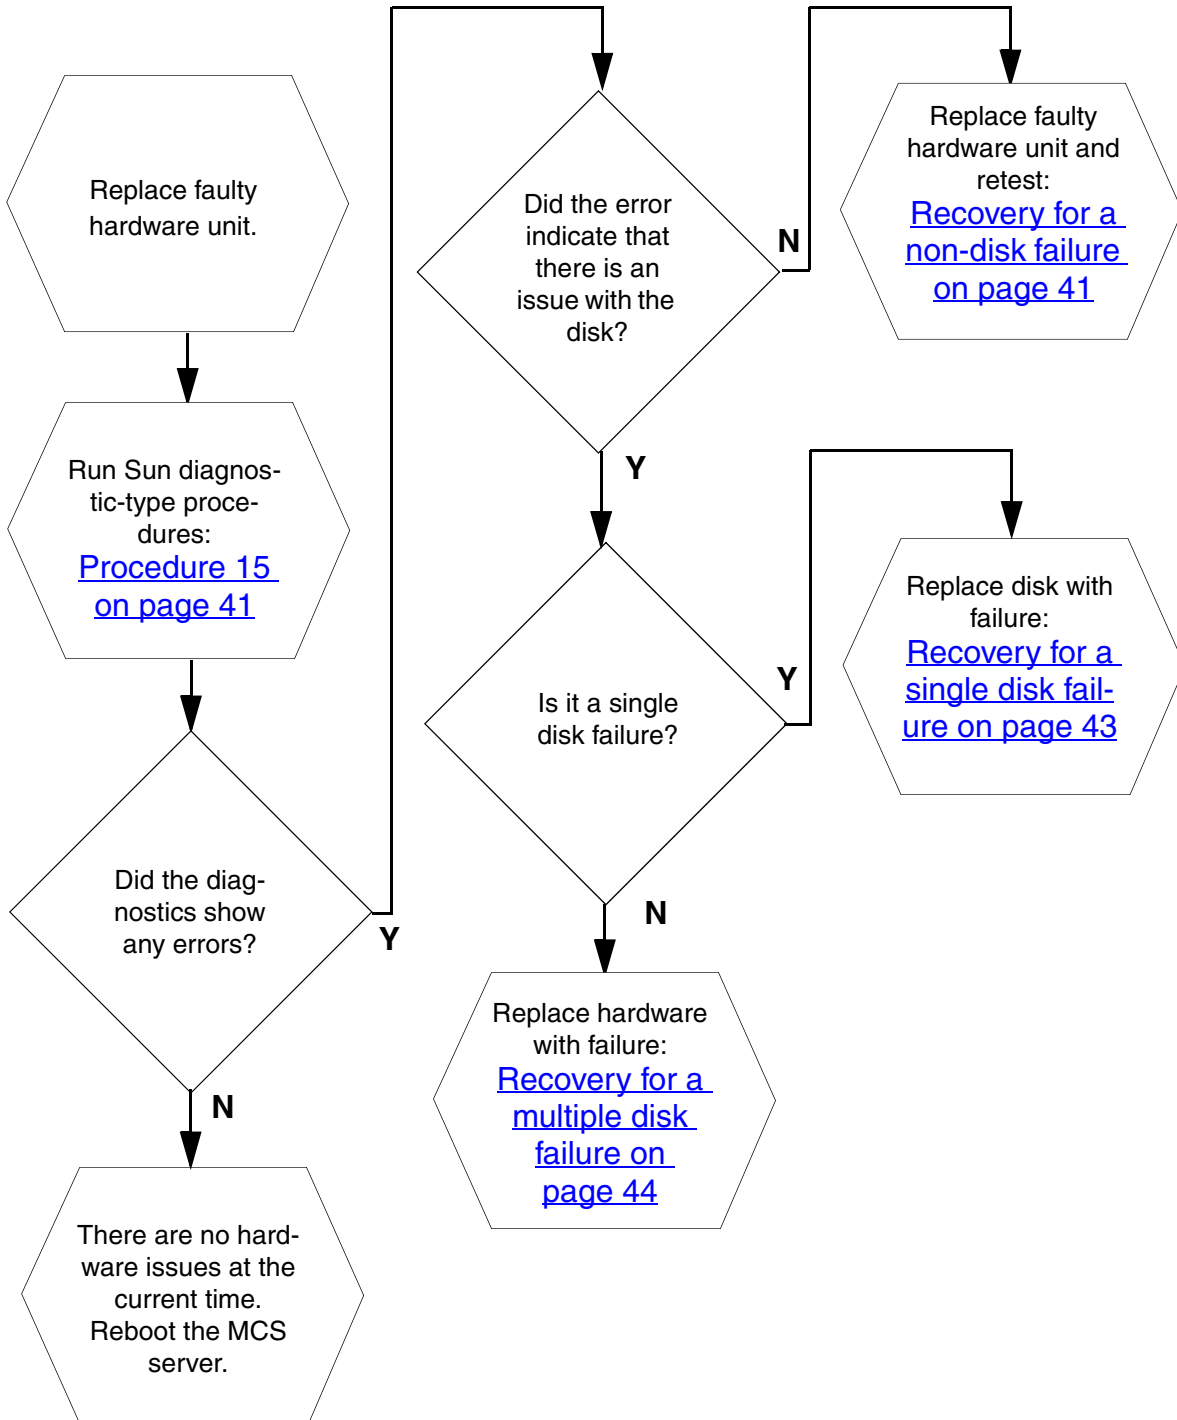 Replace faulty
hardware unit.
Run Sun diagnos-
tic-type proce-
dures:
Procedure 15
on page 41
Did the diag-
nostics show
any errors?
Y
N
There are no hard-
ware issues at the
current time.
Reboot the MCS
server.
Did the error
indicate that
there is an
issue with the
disk?
N
Y
Replace faulty
hardware unit and
retest:
Recovery for a
non-disk failure
on page 41
Is it a single
disk failure?
Y
N
Replace disk with
failure:
Recovery for a
single disk fail-
ure on page 43
Replace hardware
with failure:
Recovery for a
multiple disk
failure on
page 44